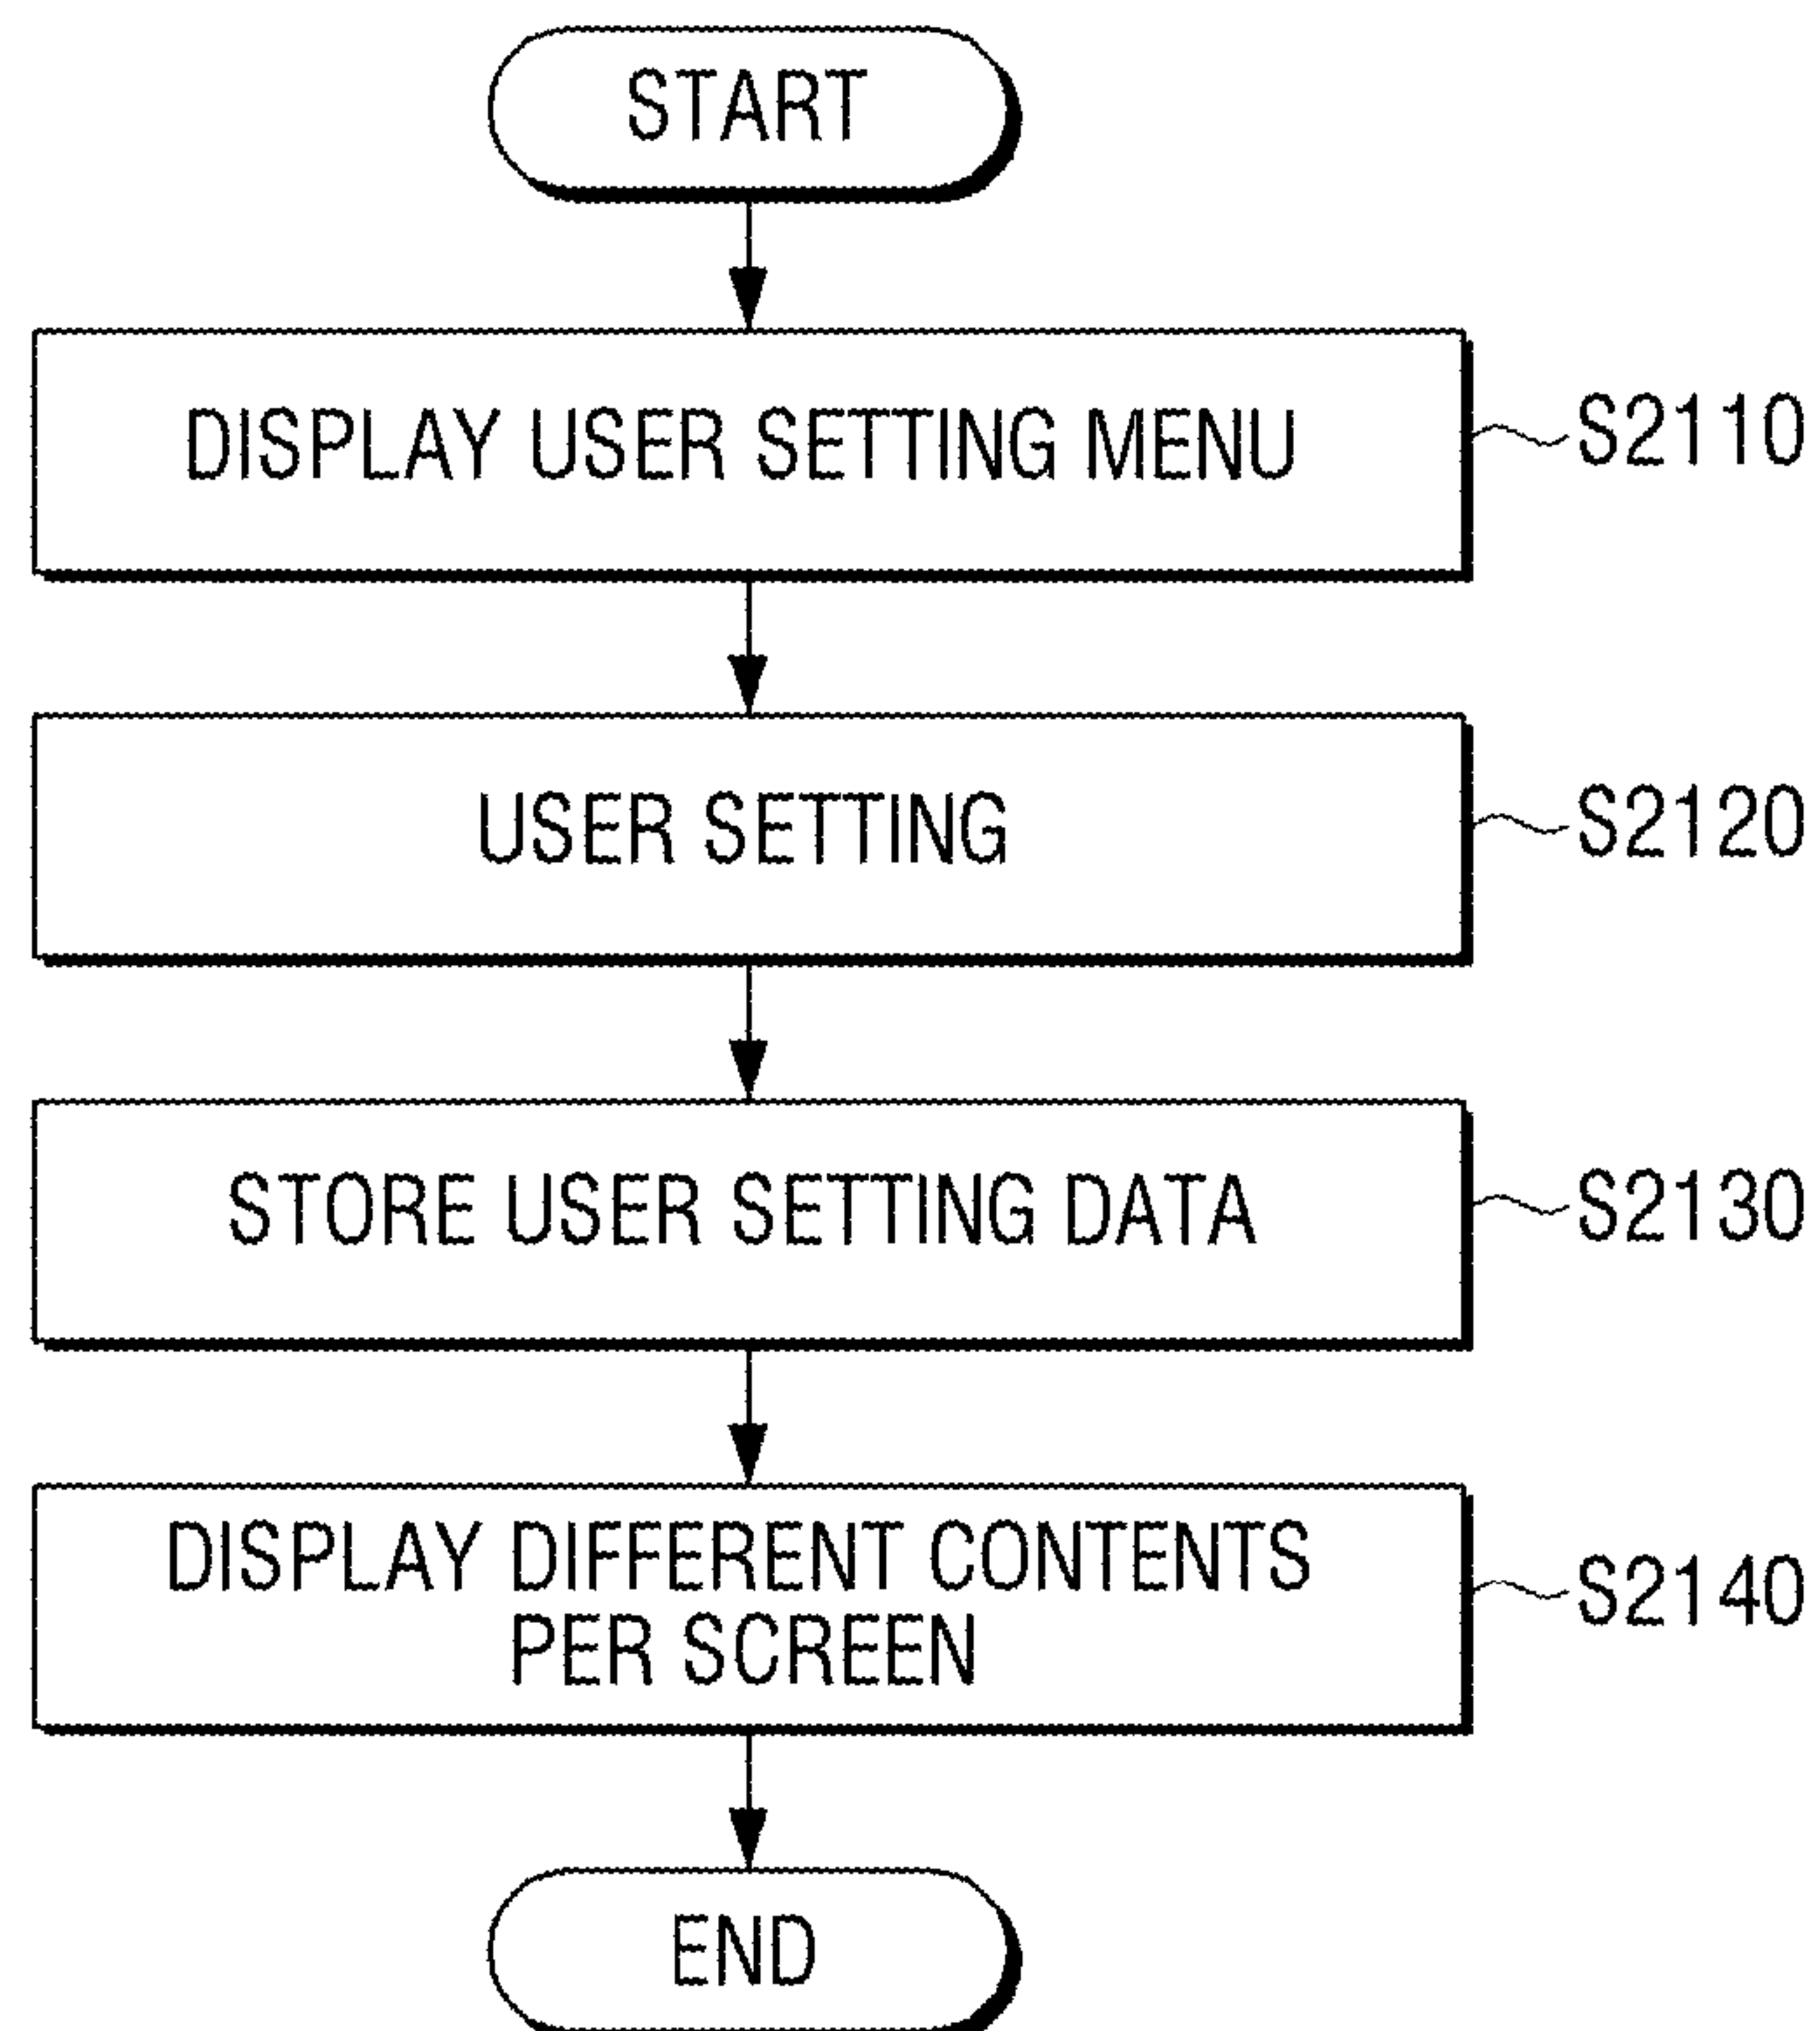 START
DISPLAY USER SETTING MENU
S2110
USER SETTING
S2120
STORE USER SETTING DATA
S2130
DISPLAY DIFFERENT CONTENTS
PER SCREEN
S2140
END